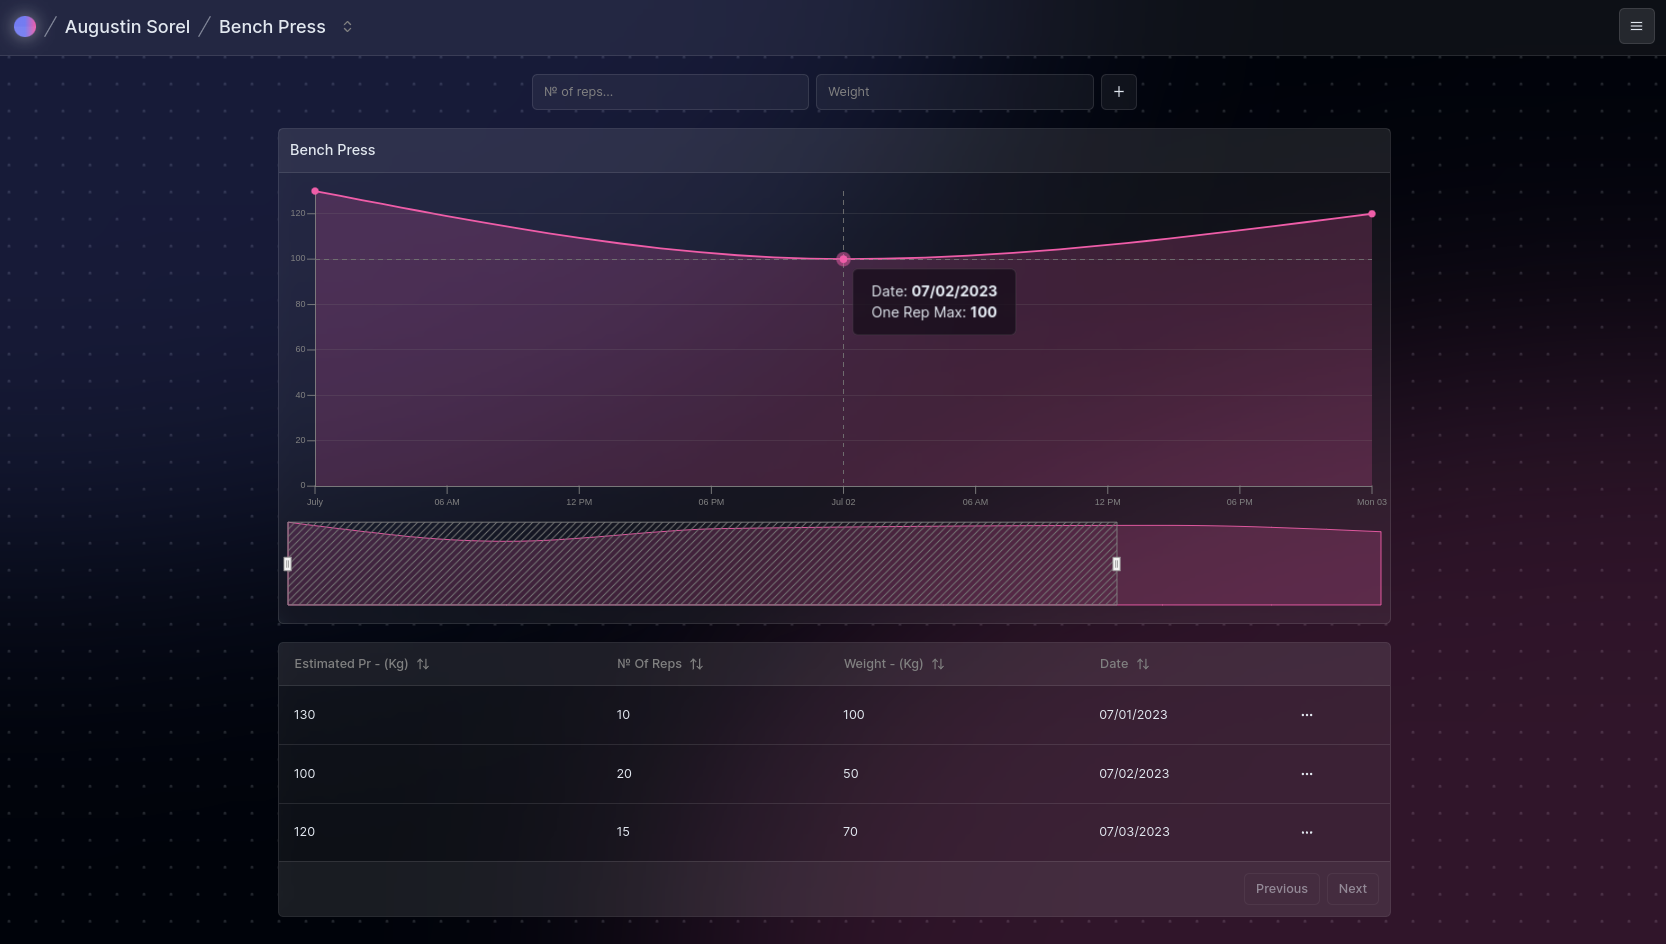 Augustin Sorel
Bench Press
№ of reps...
Weight
+
Bench Press
120
100
80
60
40
20
0
Date: 07/02/2023
One Rep Max: 100
July
06 AM
12 PM
06 PM
Jul 02
06 AM
12 PM
06 PM
Mon 03
Estimated Pr - (Kg)
№ Of Reps
Weight - (Kg)
Date
130
10
100
07/01/2023
100
20
50
07/02/2023
120
15
70
07/03/2023
Previous
Next